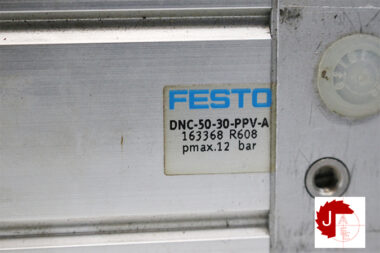 FESTO
DNC-50-30-PPV-A
163368 R608
pmax.12 bar